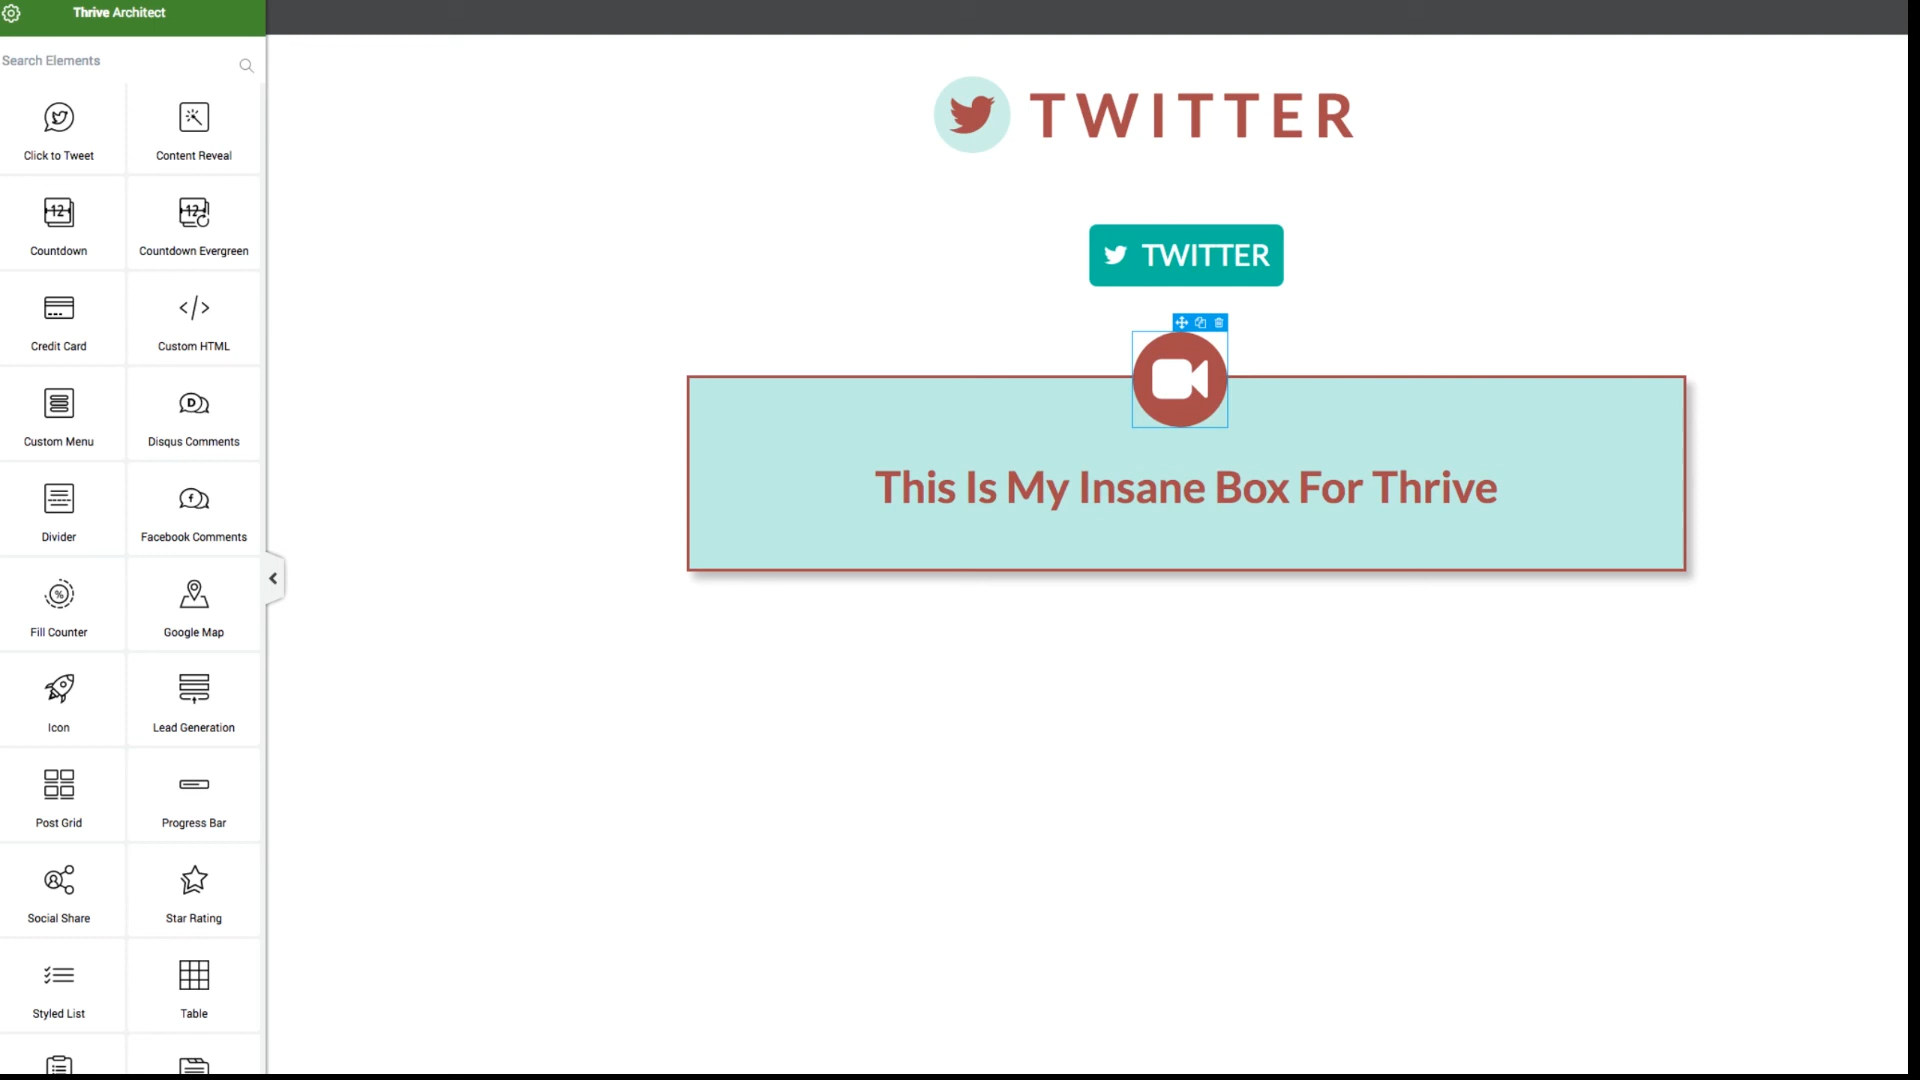 Thrive Architect
Search Elements
Click to Tweet
Content Reveal
12
Countdown
12
Countdown Evergreen
Credit Card
</>
Custom HTML
Custom Menu
D
Disqus Comments
Divider
f
Facebook Comments
%
Fill Counter
Google Map
Icon
Lead Generation
Post Grid
Progress Bar
Social Share
Star Rating
Styled List
Table
TWITTER
TWITTER
This Is My Insane Box For Thrive